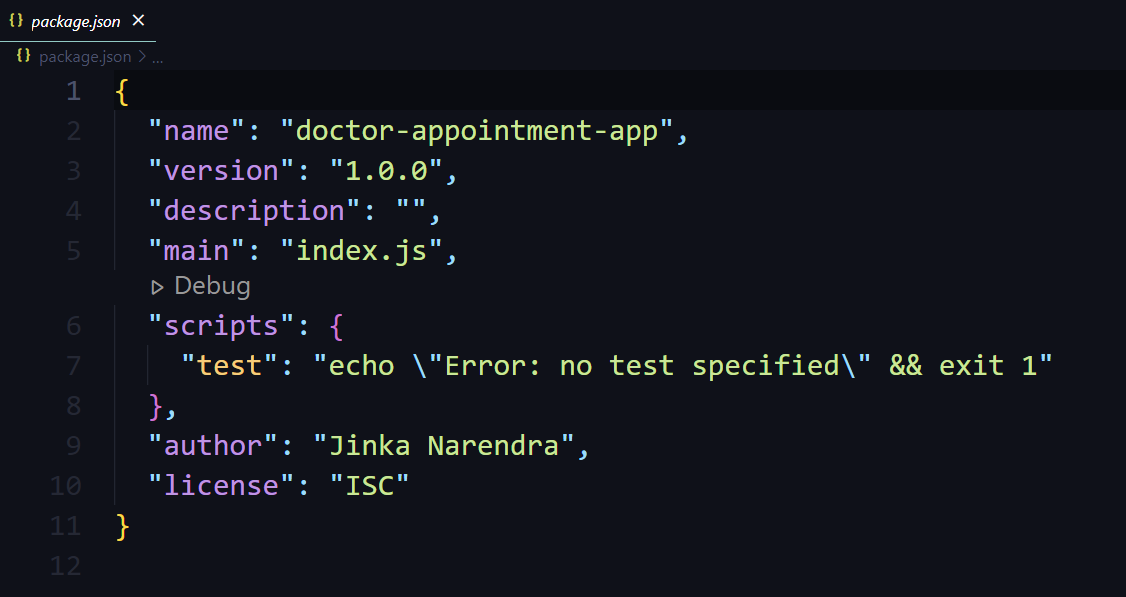 {} package.json ×
{} package.json > ...
1 {
2 "name": "doctor-appointment-app",
3 "version": "1.0.0",
4 "description": "",
5 "main": "index.js",
▷ Debug
6 "scripts": {
7 "test": "echo \"Error: no test specified\" && exit 1"
8 },
9 "author": "Jinka Narendra",
10 "license": "ISC"
11 }
12